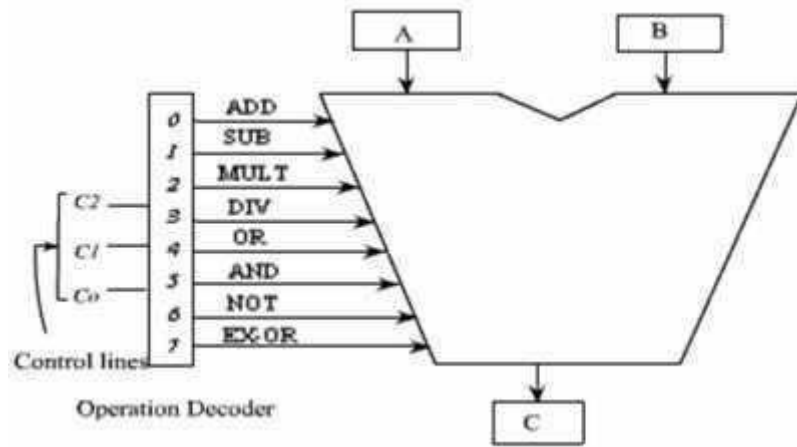 A
B
0 ADD
1 SUB
2 MULT
C2
3 DIV
4 OR
C1
5 AND
Co
6 NOT
7 EX-OR
Control lines
Operation Decoder
C